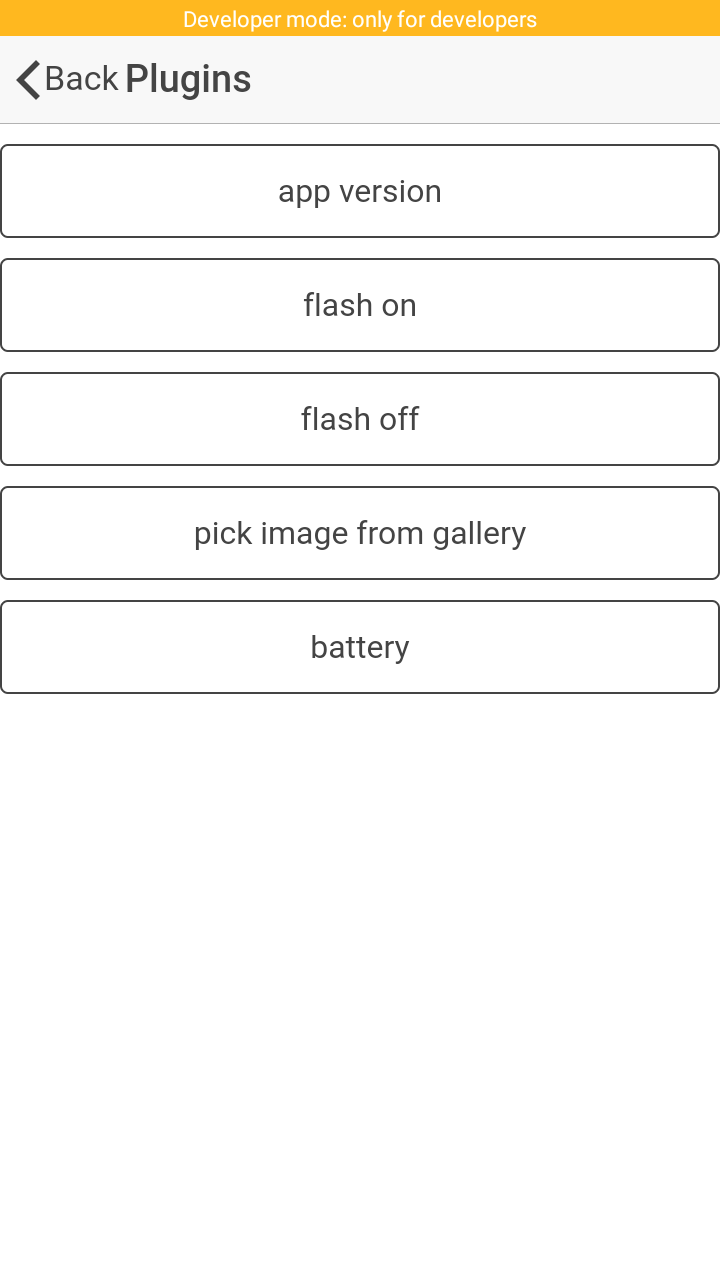 Developer mode: only for developers
Back Plugins
app version
flash on
flash off
pick image from gallery
battery